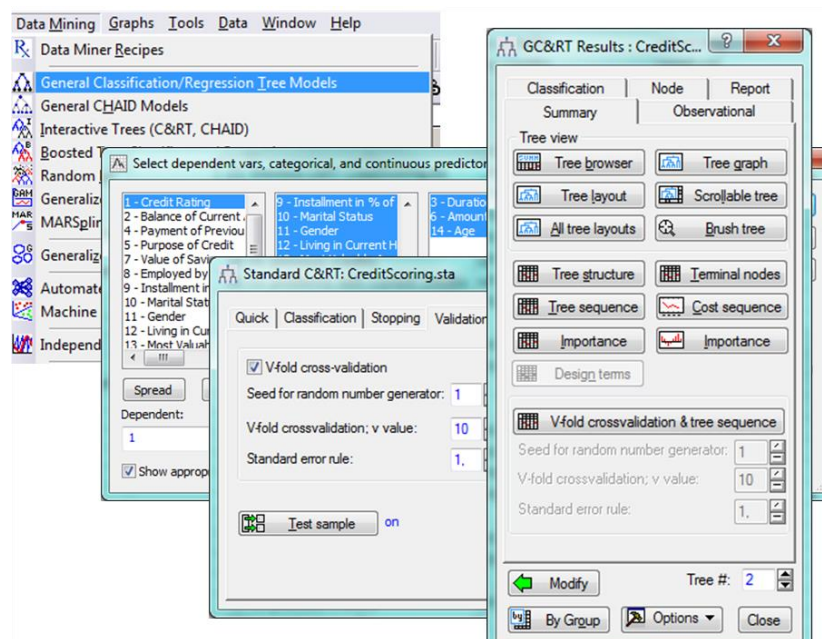 Data Mining Graphs Tools Data Window Help
Data Miner Recipes
General Classification/Regression Tree Models
General CHAID Models
Interactive Trees (C&RT, CHAID)
Boosted
Random
Generaliz
MARSplin
Generaliz
Automate
Machine
Independ
Select dependent vars, categorical, and continuous predictor
1 - Credit Rating
2 - Balance of Current
4 - Payment of Previou
5 - Purpose of Credit
7 - Value of Savi
8 - Employed by
9 - Installment in
10 - Marital Stat
11 - Gender
12 - Living in Cur
13 - Most Valuab
9 - Installment in % of
10 - Marital Status
11 - Gender
12 - Living in Current H
3 - Duratio
6 - Amount
14 - Age
Spread
Dependent:
1
Show approp
Standard C&RT: CreditScoring.sta
Quick Classification Stopping Validation
V-fold cross-validation
Seed for random number generator: 1
V-fold crossvalidation; v value: 10
Standard error rule: 1.
Test sample on
GC&RT Results : CreditSc...
Classification Node Report
Summary Observational
Tree view
Tree browser Tree graph
Tree layout Scrollable tree
All tree layouts Brush tree
Tree structure Terminal nodes
Tree sequence Cost sequence
Importance Importance
Design terms
V-fold crossvalidation & tree sequence
Seed for random number generator: 1
V-fold crossvalidation; v value: 10
Standard error rule: 1.
Modify Tree #: 2
By Group Options Close